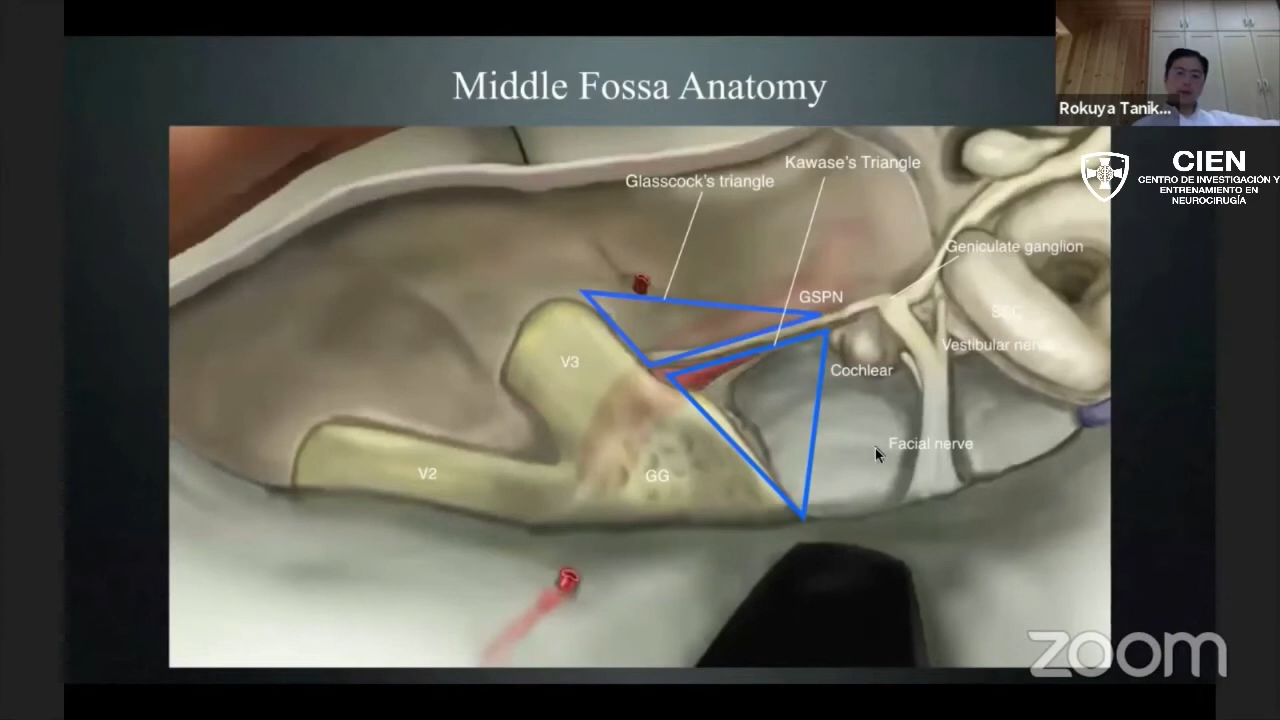 Middle Fossa Anatomy
Rokuya Tanik...
CIEN
CENTRO DE INVESTIGACIÓN Y
ENTRENAMIENTO EN
NEUROCIRUGÍA
Kawase's Triangle
Glasscock's triangle
Geniculate ganglion
GSPN
SSC
Vestibular nerve
V3
Cochlear
Facial nerve
V2
GG
zoom